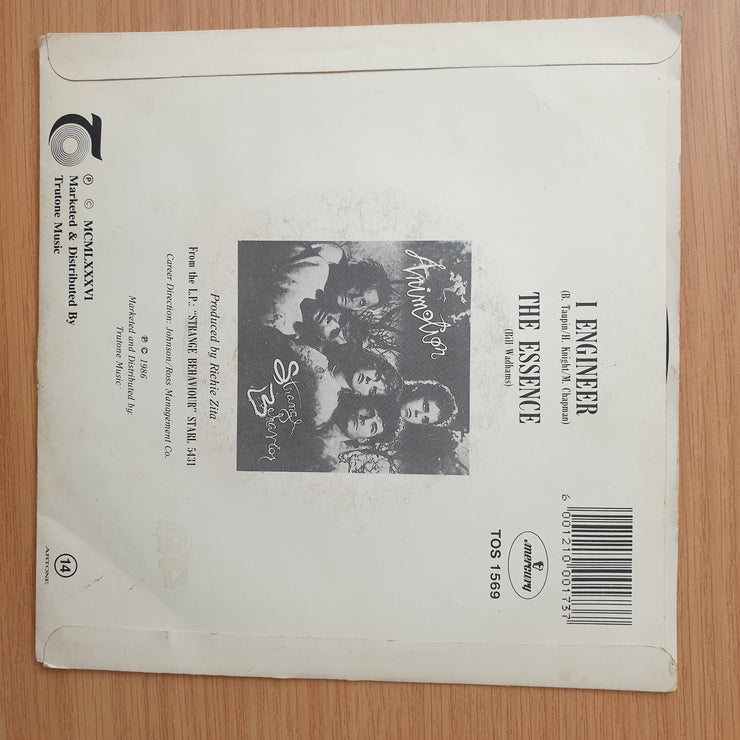 I ENGINEER
(B. Taupin/H. Knight/M. Chapman)
THE ESSENCE
(Bill Wadhams)
6 001210 001737
mercury
TOS 1569
Animotion
Strange
Behavior
Produced by Richie Zita
From the L.P.: "STRANGE BEHAVIOUR" STARL 5431
Career Direction: Johnson/Ross Management Co.
℗ © 1986
Marketed and Distributed by:
Trutone Music
℗ © MCMLXXXVI
Marketed & Distributed By
Trutone Music
14
ARTONE